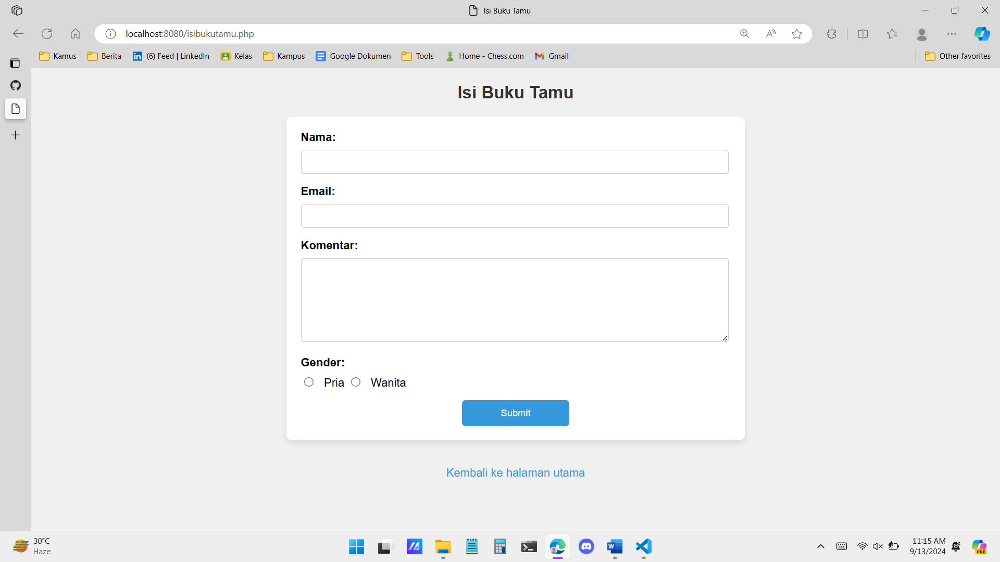 Isi Buku Tamu
localhost:8080/isibukutamu.php
Kamus Berita (6) Feed | LinkedIn Kelas Kampus Google Dokumen Tools Home - Chess.com Gmail Other favorites
Isi Buku Tamu
Nama:
Email:
Komentar:
Gender:
Pria Wanita
Submit
Kembali ke halaman utama
30°C
Haze
11:15 AM
9/13/2024
PRE